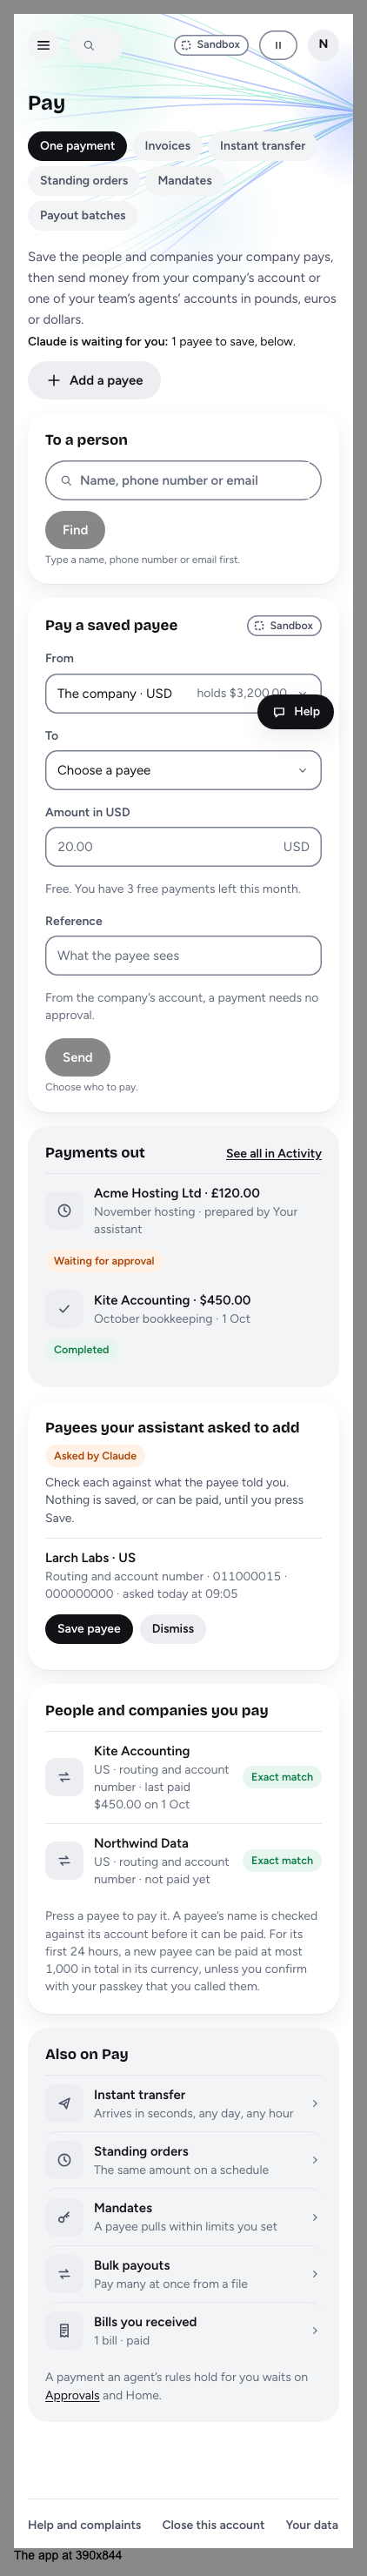 Sandbox
N
Pay
One payment
Invoices
Instant transfer
Standing orders
Mandates
Payout batches
Save the people and companies your company pays,
then send money from your company's account or
one of your team's agents' accounts in pounds, euros
or dollars.
Claude is waiting for you: 1 payee to save, below.
Add a payee
To a person
Name, phone number or email
Find
Type a name, phone number or email first.
Pay a saved payee
Sandbox
From
The company · USD
holds $3,200.00
Help
To
Choose a payee
Amount in USD
20.00
USD
Free. You have 3 free payments left this month.
Reference
What the payee sees
From the company's account, a payment needs no
approval.
Send
Choose who to pay.
Payments out
See all in Activity
Acme Hosting Ltd · £120.00
November hosting · prepared by Your
assistant
Waiting for approval
Kite Accounting · $450.00
October bookkeeping · 1 Oct
Completed
Payees your assistant asked to add
Asked by Claude
Check each against what the payee told you.
Nothing is saved, or can be paid, until you press
Save.
Larch Labs · US
Routing and account number · 011000015 ·
000000000 · asked today at 09:05
Save payee
Dismiss
People and companies you pay
Kite Accounting
US · routing and account
number · last paid
$450.00 on 1 Oct
Exact match
Northwind Data
US · routing and account
number · not paid yet
Exact match
Press a payee to pay it. A payee's name is checked
against its account before it can be paid. For its
first 24 hours, a new payee can be paid at most
1,000 in total in its currency, unless you confirm
with your passkey that you called them.
Also on Pay
Instant transfer
Arrives in seconds, any day, any hour
Standing orders
The same amount on a schedule
Mandates
A payee pulls within limits you set
Bulk payouts
Pay many at once from a file
Bills you received
1 bill · paid
A payment an agent's rules hold for you waits on
Approvals and Home.
Help and complaints
Close this account
Your data
The app at 390x844